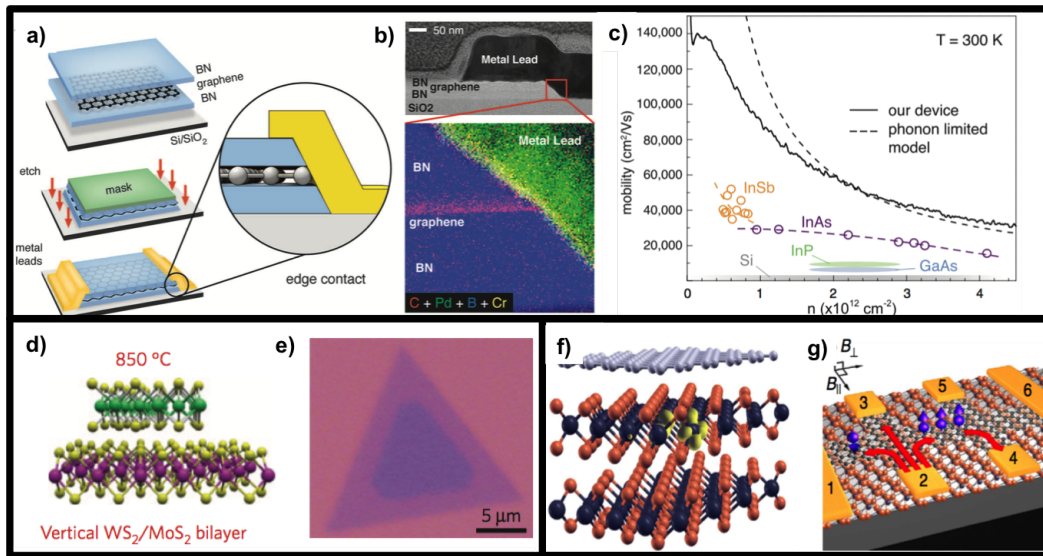 a)
BN
graphene
BN
Si/SiO2
etch
mask
metal
leads
edge contact
b)
50 nm
Metal Lead
BN
graphene
BN
SiO2
BN
Metal Lead
graphene
BN
C + Pd + B + Cr
c)
140,000
120,000
100,000
80,000
60,000
40,000
20,000
mobility (cm²/Vs)
T = 300 K
our device
phonon limited
model
InSb
InAs
InP
Si
GaAs
0 1 2 3 4
n (x10¹² cm⁻²)
d)
850 ºC
Vertical WS₂/MoS₂ bilayer
e)
5 µm
f)
g)
B⊥
B||
1
2
3
4
5
6